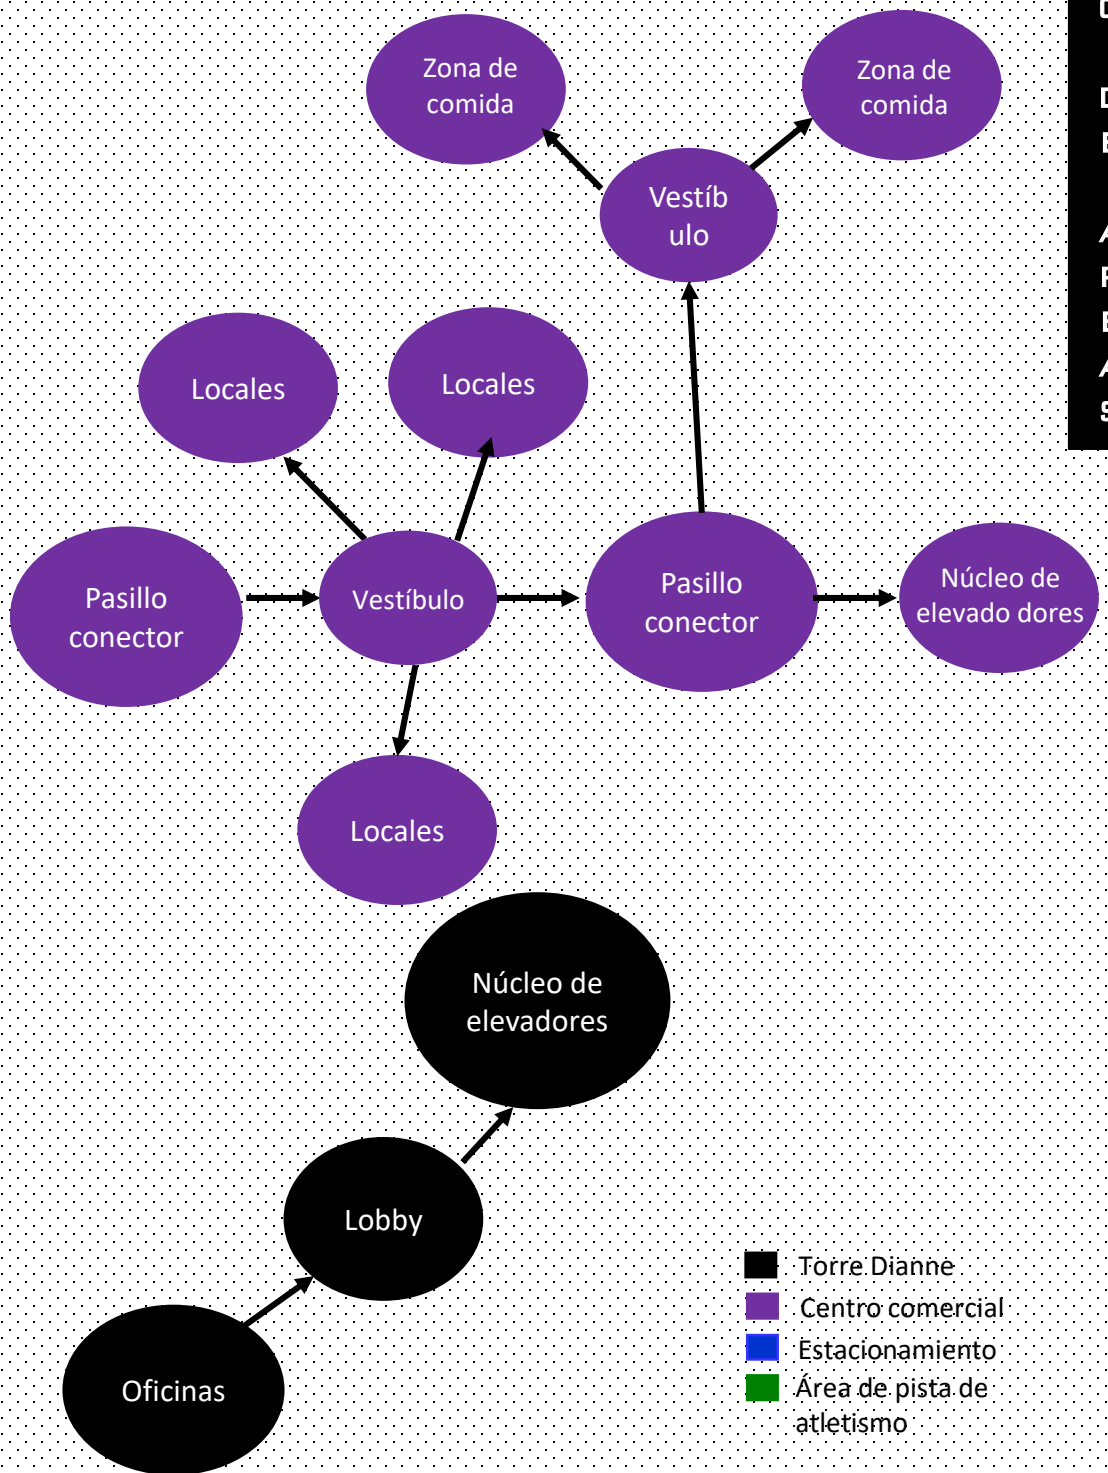 Zona de
comida
Zona de
comida
Vestíb
ulo
Locales
Locales
Pasillo
conector
Vestíbulo
Pasillo
conector
Núcleo de
elevado dores
Locales
Núcleo de
elevadores
Lobby
Oficinas
Torre Dianne
Centro comercial
Estacionamiento
Área de pista de
atletismo